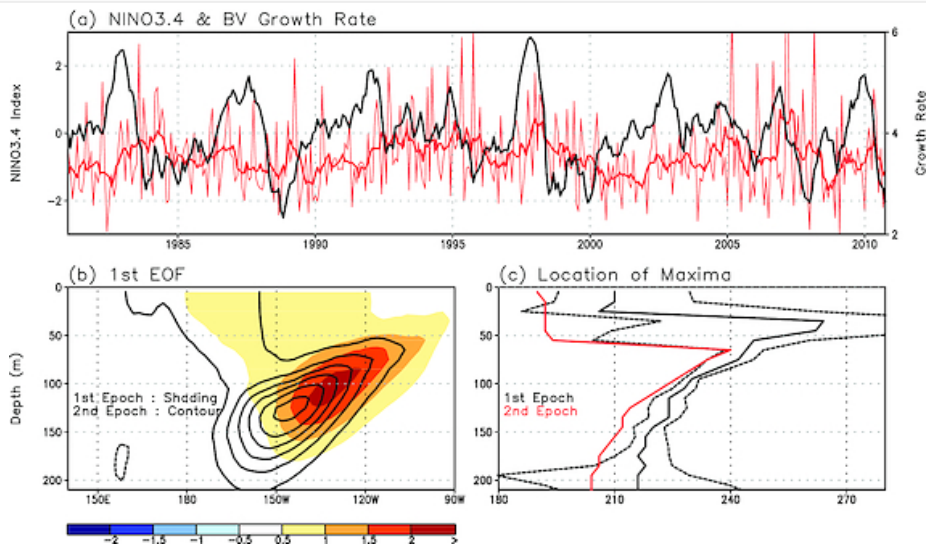 (a) NINO3.4 & BV Growth Rate
NINO3.4 Index
2
0
-2
6
4
2
Growth Rate
1985 1990 1995 2000 2005 2010
(b) 1st EOF
Depth (m)
0
50
100
150
200
1st Epoch : Shdding
2nd Epoch : Contour
150E 180 150W 120W 90W
-2 -1.5 -1 -0.5 0.5 1 1.5 2 >
(c) Location of Maxima
0
50
100
150
200
1st Epoch
2nd Epoch
180 210 240 270